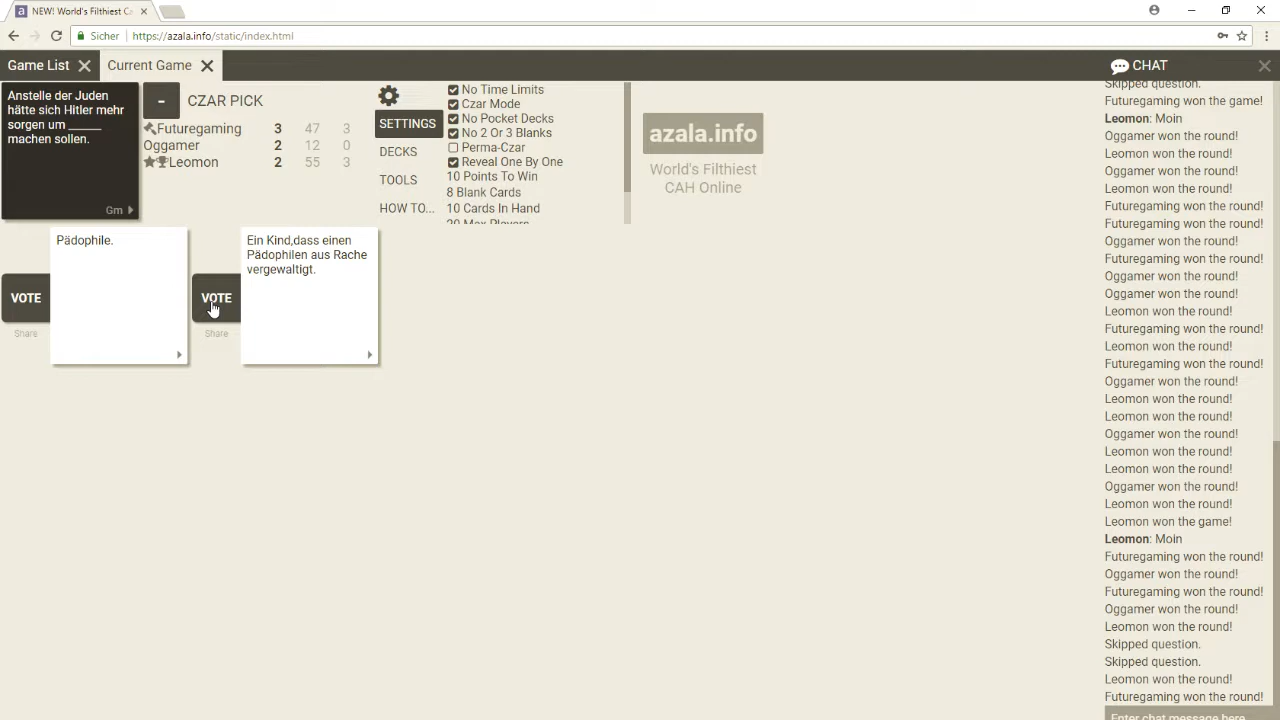 NEW! World's Filthiest C
Sicher
https://azala.info/static/index.html
Game List
Current Game
CHAT
Anstelle der Juden
hätte sich Hitler mehr
sorgen um ______
machen sollen.
Gm
-
CZAR PICK
Futuregaming 3 47 3
Oggamer 2 12 0
Leomon 2 55 3
SETTINGS
DECKS
TOOLS
HOW TO...
No Time Limits
Czar Mode
No Pocket Decks
No 2 Or 3 Blanks
Perma-Czar
Reveal One By One
10 Points To Win
8 Blank Cards
10 Cards In Hand
20 Max Players
azala.info
World's Filthiest
CAH Online
VOTE
Share
Pädophile.
VOTE
Share
Ein Kind,dass einen
Pädophilen aus Rache
vergewaltigt.
Skipped question.
Futuregaming won the game!
Leomon: Moin
Oggamer won the round!
Leomon won the round!
Oggamer won the round!
Leomon won the round!
Futuregaming won the round!
Futuregaming won the round!
Oggamer won the round!
Futuregaming won the round!
Oggamer won the round!
Oggamer won the round!
Leomon won the round!
Futuregaming won the round!
Leomon won the round!
Futuregaming won the round!
Oggamer won the round!
Leomon won the round!
Leomon won the round!
Oggamer won the round!
Leomon won the round!
Leomon won the round!
Oggamer won the round!
Leomon won the round!
Leomon won the game!
Leomon: Moin
Futuregaming won the round!
Oggamer won the round!
Futuregaming won the round!
Oggamer won the round!
Leomon won the round!
Skipped question.
Skipped question.
Leomon won the round!
Futuregaming won the round!
Enter chat message here